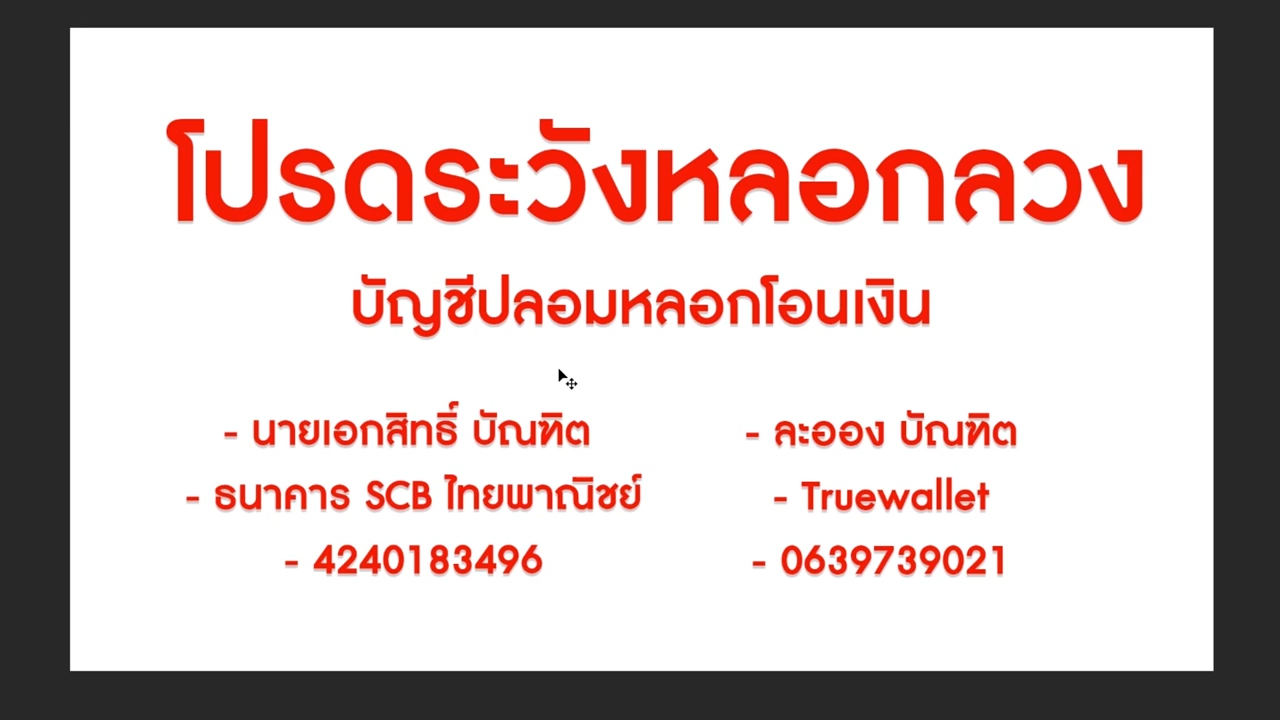 โปรดระวังหลอกลวง
บัญชีปลอมหลอกโอนเงิน
- นายเอกสิทธิ์ บัณฑิต
- ธนาคาร SCB ไทยพาณิชย์
- 4240183496
- ละออง บัณฑิต
- Truewallet
- 0639739021